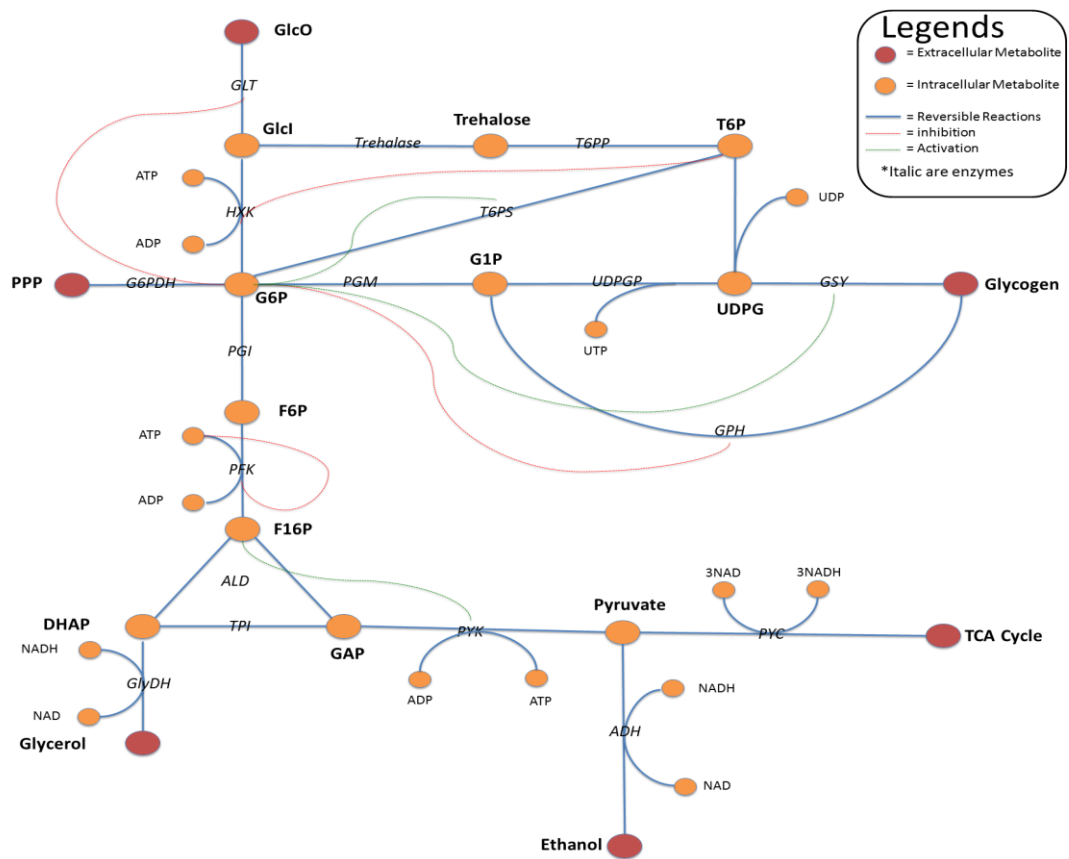 GlcO
Legends
= Extracellular Metabolite
= Intracellular Metabolite
= Reversible Reactions
= inhibition
= Activation
*Italic are enzymes
GLT
GlcI
Trehalase
Trehalose
T6PP
T6P
ATP
HXK
ADP
T6PS
UDP
PPP
G6PDH
G6P
PGM
G1P
UDPGP
UDPG
GSY
Glycogen
UTP
PGI
F6P
GPH
ATP
PFK
ADP
F16P
ALD
DHAP
TPI
GAP
PYK
Pyruvate
3NAD
3NADH
PYC
TCA Cycle
NADH
GlyDH
NAD
Glycerol
ADP
ATP
NADH
ADH
NAD
Ethanol